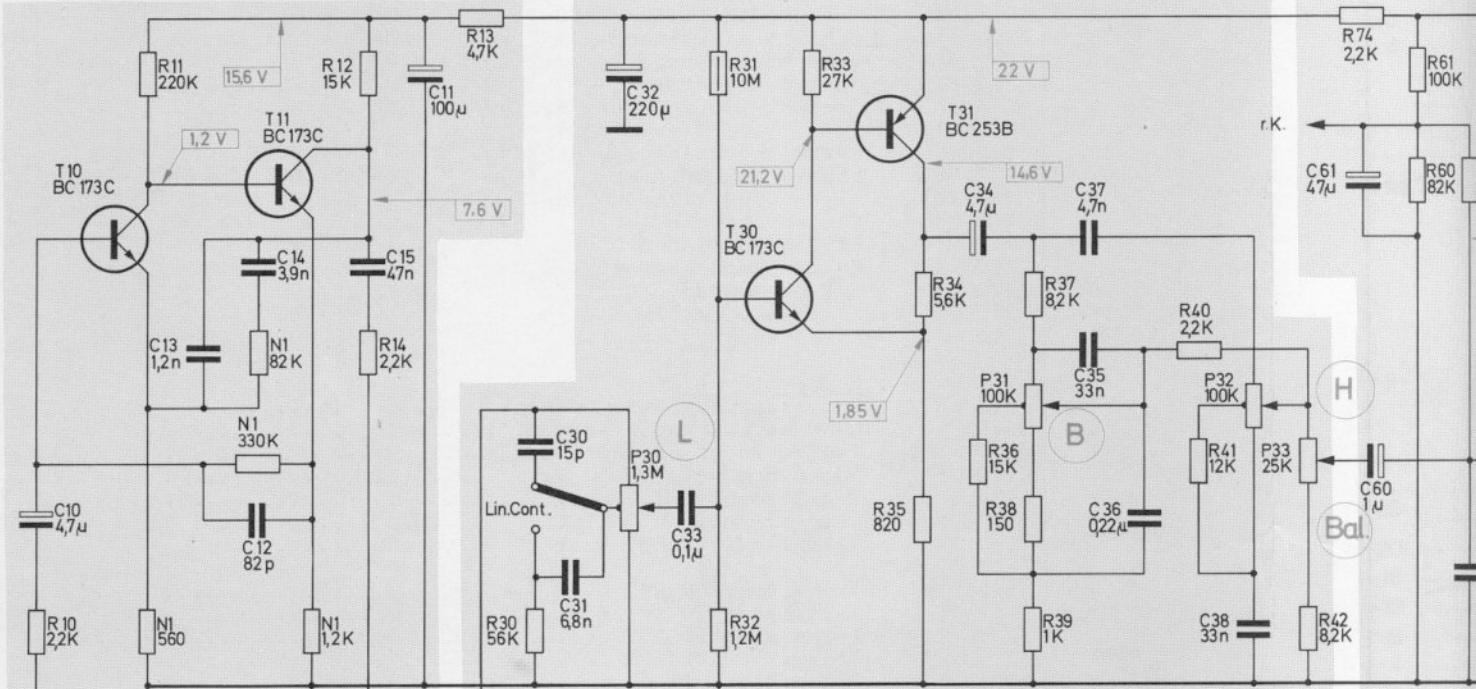 R11
220K
15,6 V
R12
15K
C11
100µ
R13
4,7K
C32
220µ
R31
10M
R33
27K
22 V
R74
2,2K
R61
100K
T31
BC 253B
r.K.
1,2 V
T11
BC 173C
T10
BC 173C
21,2 V
14,6 V
C61
47µ
R60
82K
7,6 V
C34
4,7µ
C37
4,7n
T 30
BC 173C
C14
3,9n
C15
47n
R34
5,6K
R37
8,2K
R40
2,2K
C13
1,2n
N1
82K
R14
2,2K
C35
33n
P31
100K
P32
100K
H
1,85 V
L
B
N1
330K
C30
15p
P30
1,3M
R36
15K
R41
12K
P33
25K
C60
1µ
C10
4,7µ
Lin.Cont.
C33
0,1µ
R35
820
R38
150
C36
0,22µ
Bal.
C12
82p
C31
6,8n
R10
2,2K
N1
560
N1
1,2K
R30
56K
R32
1,2M
R39
1K
C38
33n
R42
8,2K